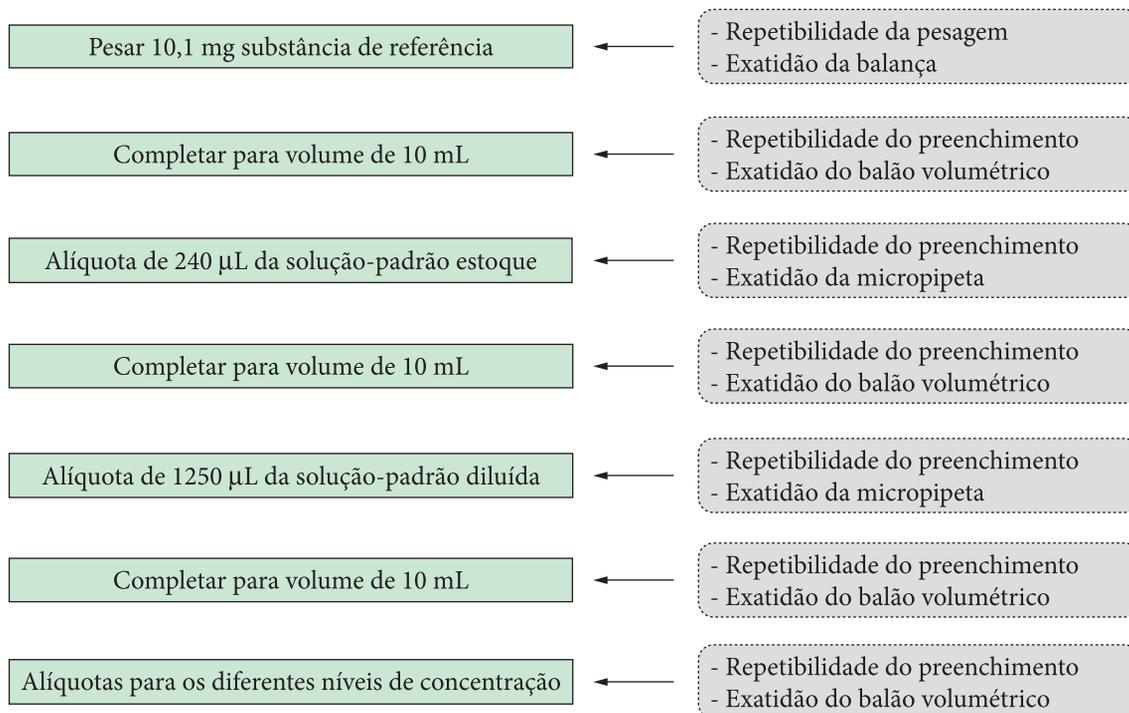 Pesar 10,1 mg substância de referência
- Repetibilidade da pesagem
- Exatidão da balança
Completar para volume de 10 mL
- Repetibilidade do preenchimento
- Exatidão do balão volumétrico
Alíquota de 240 µL da solução-padrão estoque
- Repetibilidade do preenchimento
- Exatidão da micropipeta
Completar para volume de 10 mL
- Repetibilidade do preenchimento
- Exatidão do balão volumétrico
Alíquota de 1250 µL da solução-padrão diluída
- Repetibilidade do preenchimento
- Exatidão da micropipeta
Completar para volume de 10 mL
- Repetibilidade do preenchimento
- Exatidão do balão volumétrico
Alíquotas para os diferentes níveis de concentração
- Repetibilidade do preenchimento
- Exatidão do balão volumétrico